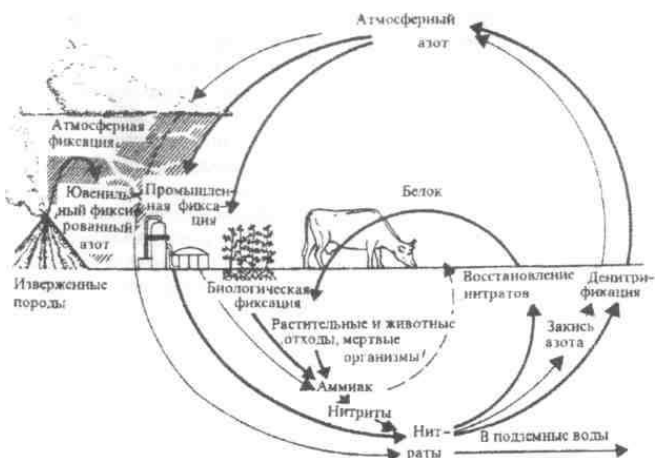 Атмосферный
азот
Атмосферная
фиксация
Ювениль-
ный фикси
рованный
азот
Промышлен-
ная фикса-
ция
Белок
Изверженные
породы
Биологическая
фиксация
Восстановление
нитратов
Денитри-
фикация
Растительные и животные
отходы, мертвые
организмы
Закись
азота
Аммиак
Нитриты
Нит-
раты
В подземные воды